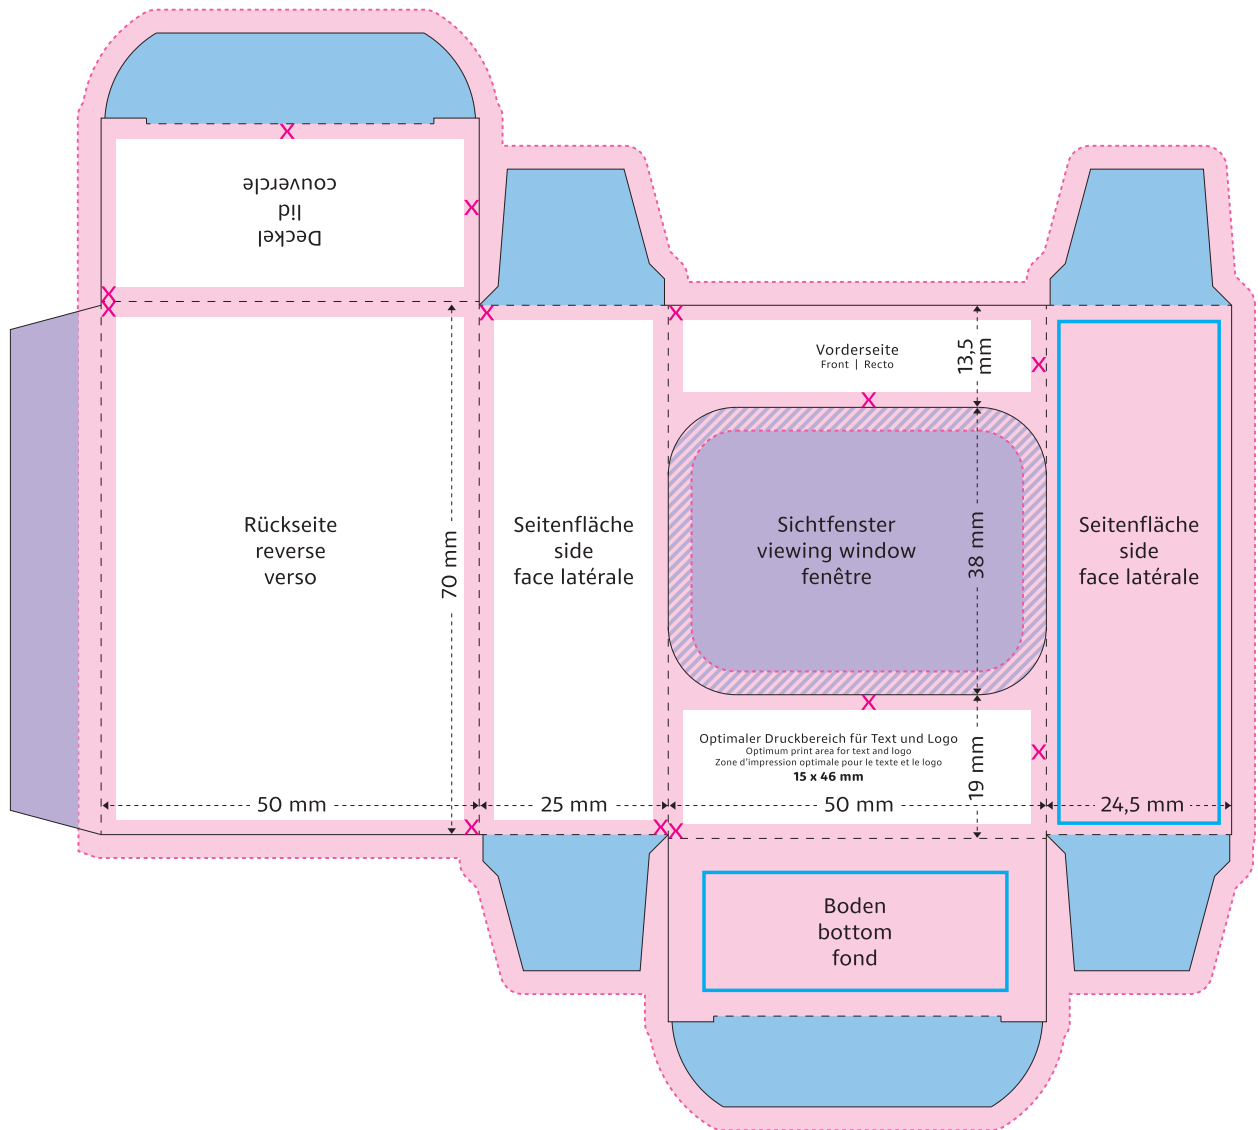 Deckel
lid
couvercle
Vorderseite
Front | Recto
13,5
mm
Rückseite
reverse
verso
70 mm
Seitenfläche
side
face latérale
Sichtfenster
viewing window
fenêtre
38 mm
Seitenfläche
side
face latérale
Optimaler Druckbereich für Text und Logo
Optimum print area for text and logo
Zone d'impression optimale pour le texte et le logo
15 x 46 mm
19 mm
50 mm
25 mm
50 mm
24,5 mm
Boden
bottom
fond